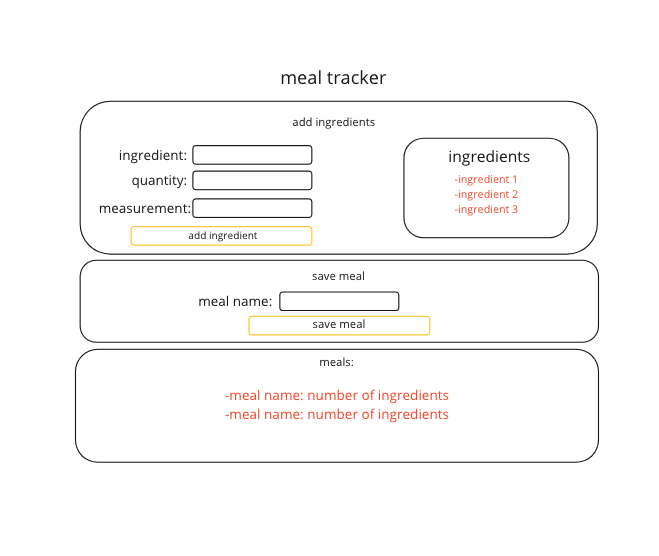 meal tracker
add ingredients
ingredient:
quantity:
measurement:
add ingredient
ingredients
-ingredient 1
-ingredient 2
-ingredient 3
save meal
meal name:
save meal
meals:
-meal name: number of ingredients
-meal name: number of ingredients